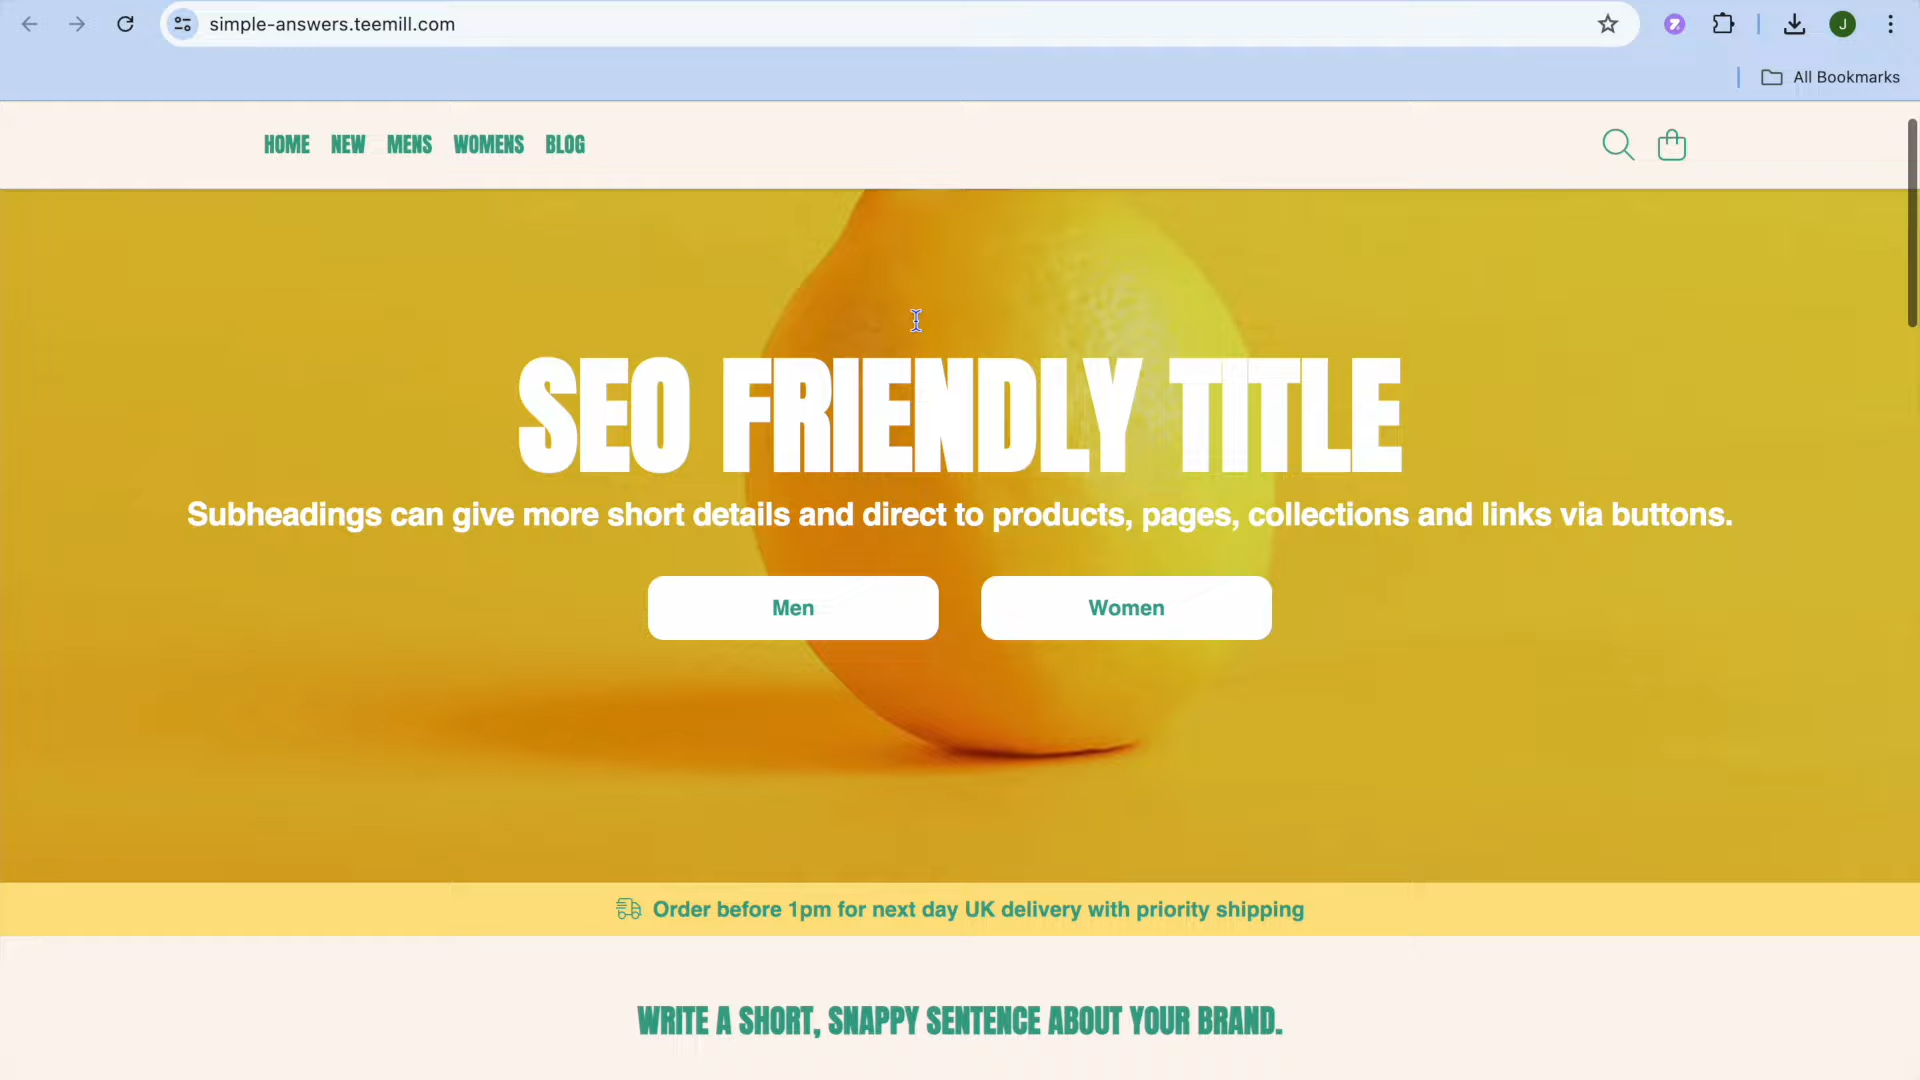 simple-answers.teemill.com
J
All Bookmarks
HOME NEW MENS WOMENS BLOG
SEO FRIENDLY TITLE
Subheadings can give more short details and direct to products, pages, collections and links via buttons.
Men Women
Order before 1pm for next day UK delivery with priority shipping
WRITE A SHORT, SNAPPY SENTENCE ABOUT YOUR BRAND.